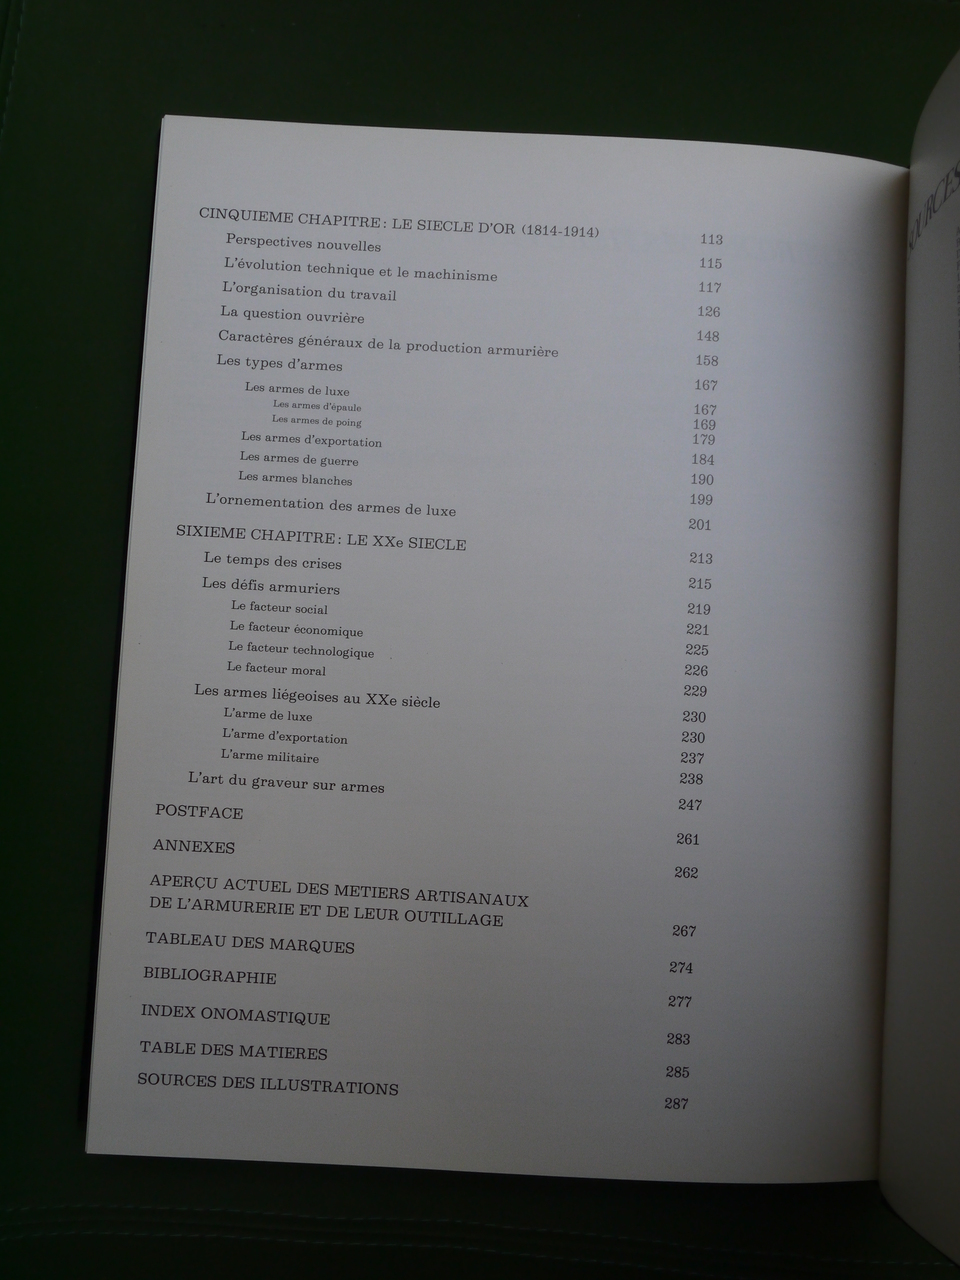 CINQUIEME CHAPITRE: LE SIECLE D'OR (1814-1914) 113
Perspectives nouvelles 115
L'évolution technique et le machinisme 117
L'organisation du travail 126
La question ouvrière 148
Caractères généraux de la production armurière 158
Les types d'armes 167
Les armes de luxe 167
Les armes d'épaule 169
Les armes de poing 179
Les armes d'exportation 184
Les armes de guerre 190
Les armes blanches 199
L'ornementation des armes de luxe 201
SIXIEME CHAPITRE: LE XXe SIECLE 213
Le temps des crises 215
Les défis armuriers 219
Le facteur social 221
Le facteur économique 225
Le facteur technologique 226
Le facteur moral 229
Les armes liégeoises au XXe siècle 230
L'arme de luxe 230
L'arme d'exportation 237
L'arme militaire 238
L'art du graveur sur armes 247
POSTFACE 261
ANNEXES 262
APERÇU ACTUEL DES METIERS ARTISANAUX
DE L'ARMURERIE ET DE LEUR OUTILLAGE 267
TABLEAU DES MARQUES 274
BIBLIOGRAPHIE 277
INDEX ONOMASTIQUE 283
TABLE DES MATIERES 285
SOURCES DES ILLUSTRATIONS 287